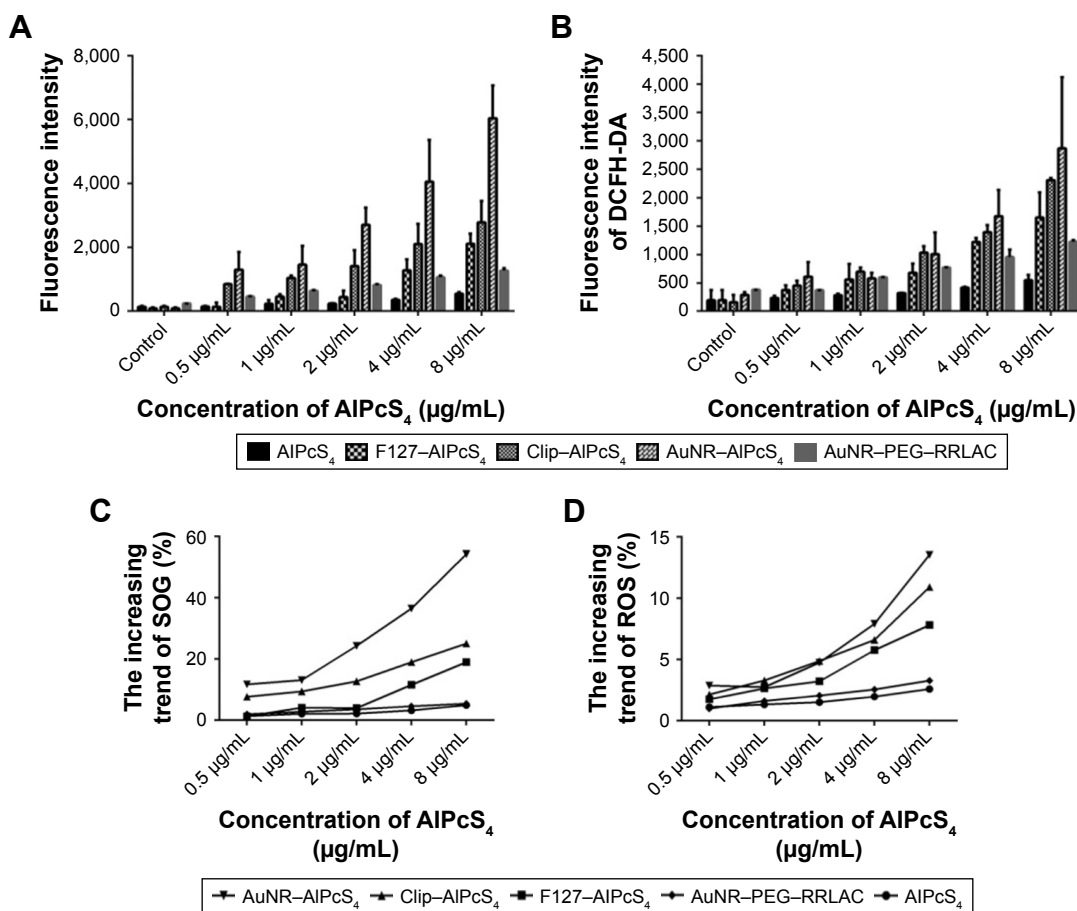 A
Fluorescence intensity
8,000
6,000
4,000
2,000
0
Control
0.5 µg/mL
1 µg/mL
2 µg/mL
4 µg/mL
8 µg/mL
Concentration of AlPcS₄ (µg/mL)
B
Fluorescence intensity
of DCFH-DA
4,500
4,000
3,500
3,000
2,500
2,000
1,500
1,000
500
0
Control
0.5 µg/mL
1 µg/mL
2 µg/mL
4 µg/mL
8 µg/mL
Concentration of AlPcS₄ (µg/mL)
AlPcS₄ F127–AlPcS₄ Clip–AlPcS₄ AuNR–AlPcS₄ AuNR–PEG–RRLAC
C
The increasing
trend of SOG (%)
60
40
20
0
0.5 µg/mL
1 µg/mL
2 µg/mL
4 µg/mL
8 µg/mL
Concentration of AlPcS₄
(µg/mL)
D
The increasing
trend of ROS (%)
15
10
5
0
0.5 µg/mL
1 µg/mL
2 µg/mL
4 µg/mL
8 µg/mL
Concentration of AlPcS₄
(µg/mL)
AuNR–AlPcS₄ Clip–AlPcS₄ F127–AlPcS₄ AuNR–PEG–RRLAC AlPcS₄